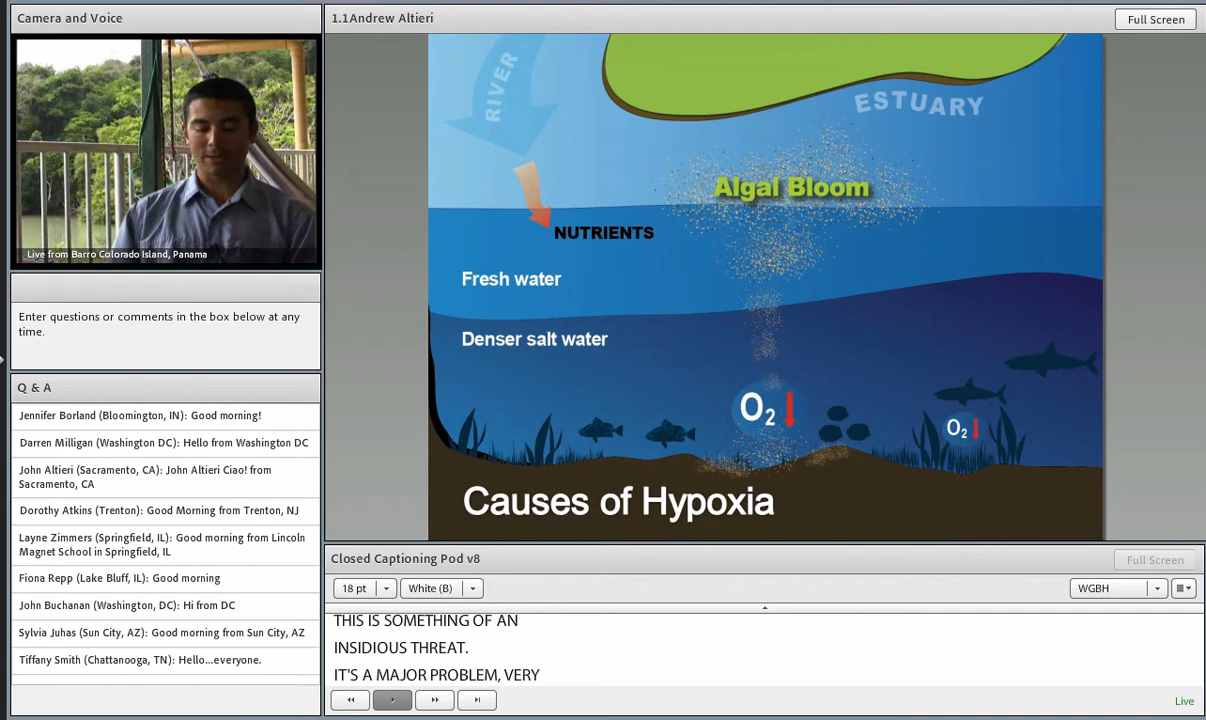 Camera and Voice
Live from Barro Colorado Island, Panama
Enter questions or comments in the box below at any
time.
Q & A
Jennifer Borland (Bloomington, IN): Good morning!
Darren Milligan (Washington DC): Hello from Washington DC
John Altieri (Sacramento, CA): John Altieri Ciao! from
Sacramento, CA
Dorothy Atkins (Trenton): Good Morning from Trenton, NJ
Layne Zimmers (Springfield, IL): Good morning from Lincoln
Magnet School in Springfield, IL
Fiona Repp (Lake Bluff, IL): Good morning
John Buchanan (Washington, DC): Hi from DC
Sylvia Juhas (Sun City, AZ): Good morning from Sun City, AZ
Tiffany Smith (Chattanooga, TN): Hello...everyone.
1.1Andrew Altieri
Full Screen
RIVER
ESTUARY
Algal Bloom
NUTRIENTS
Fresh water
Denser salt water
O2
O2
Causes of Hypoxia
Closed Captioning Pod v8
Full Screen
18 pt
White (B)
WGBH
THIS IS SOMETHING OF AN
INSIDIOUS THREAT.
IT'S A MAJOR PROBLEM, VERY
Live